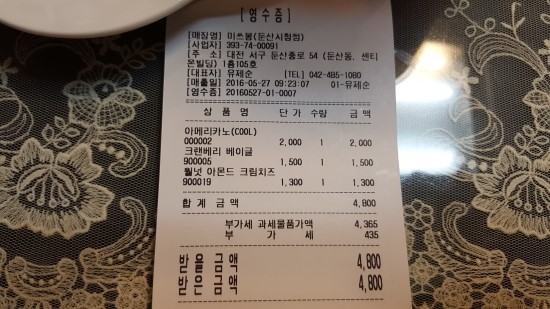 [영수증]
[매장명] 미쓰봉(둔산시청점)
[사업자] 393-74-00091
[주 소] 대전 서구 둔산중로 54 (둔산동, 센티
몬빌딩) 1층105호
[대표자] 유제순 [TEL] 042-485-1080
[매출일] 2016-05-27 09:23:07 01-유제순
[영수증] 20160527-01-0007
상 품 명 단 가 수량 금 액
아메리카노(COOL)
000002 2,000 1 2,000
크랜베리 베이글
900005 1,500 1 1,500
월넛 아몬드 크림치즈
900019 1,300 1 1,300
합 계 금 액 4,800
부가세 과세물품가액 4,365
부 가 세 435
받을금액 4,800
받은금액 4,800